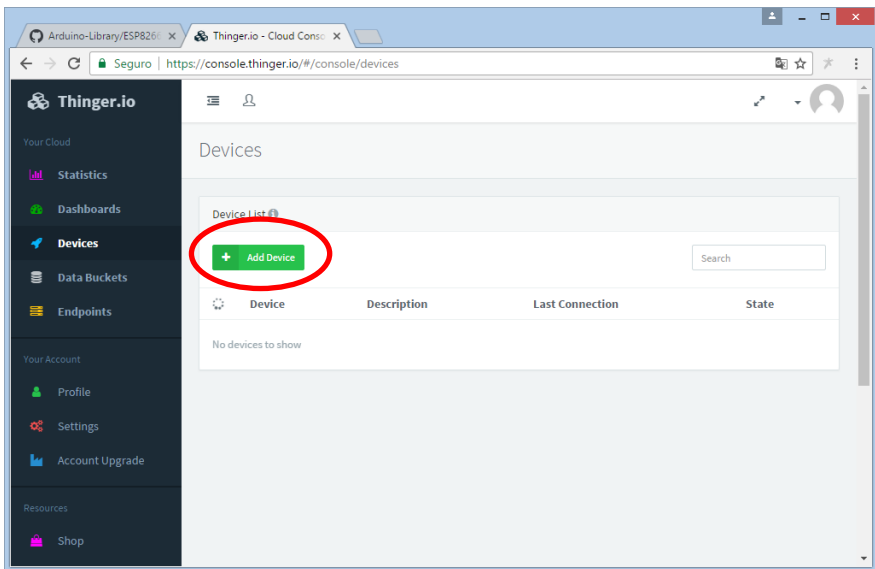 Arduino-Library/ESP8266
Thinger.io - Cloud Conso
Seguro | https://console.thinger.io/#/console/devices
Thinger.io
Your Cloud
Statistics
Dashboards
Devices
Data Buckets
Endpoints
Your Account
Profile
Settings
Account Upgrade
Resources
Shop
Devices
Device List
Add Device
Search
Device Description Last Connection State
No devices to show